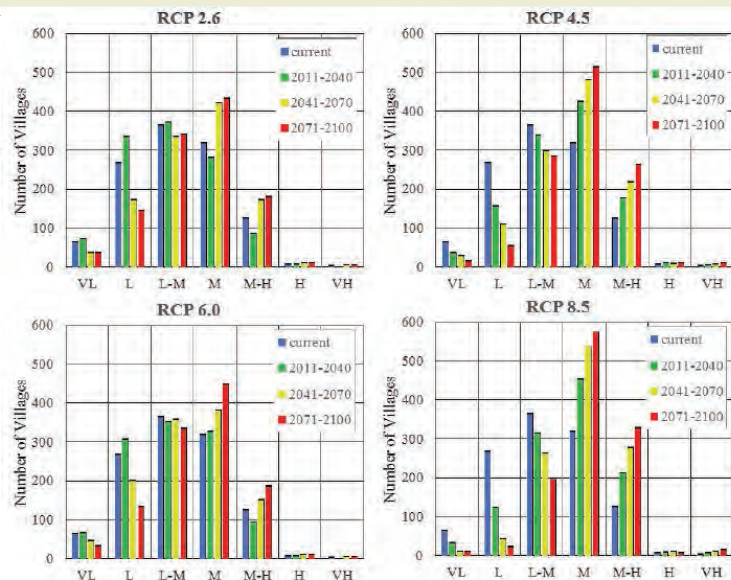 RCP 2.6
Number of Villages
600
500
400
300
200
100
0
current
2011-2040
2041-2070
2071-2100
VL L L-M M M-H H VH
RCP 4.5
Number of Villages
600
500
400
300
200
100
0
current
2011-2040
2041-2070
2071-2100
VL L L-M M M-H H VH
RCP 6.0
Number of Villages
600
500
400
300
200
100
0
current
2011-2040
2041-2070
2071-2100
VL L L-M M M-H H VH
RCP 8.5
Number of Villages
600
500
400
300
200
100
0
current
2011-2040
2041-2070
2071-2100
VL L L-M M M-H H VH